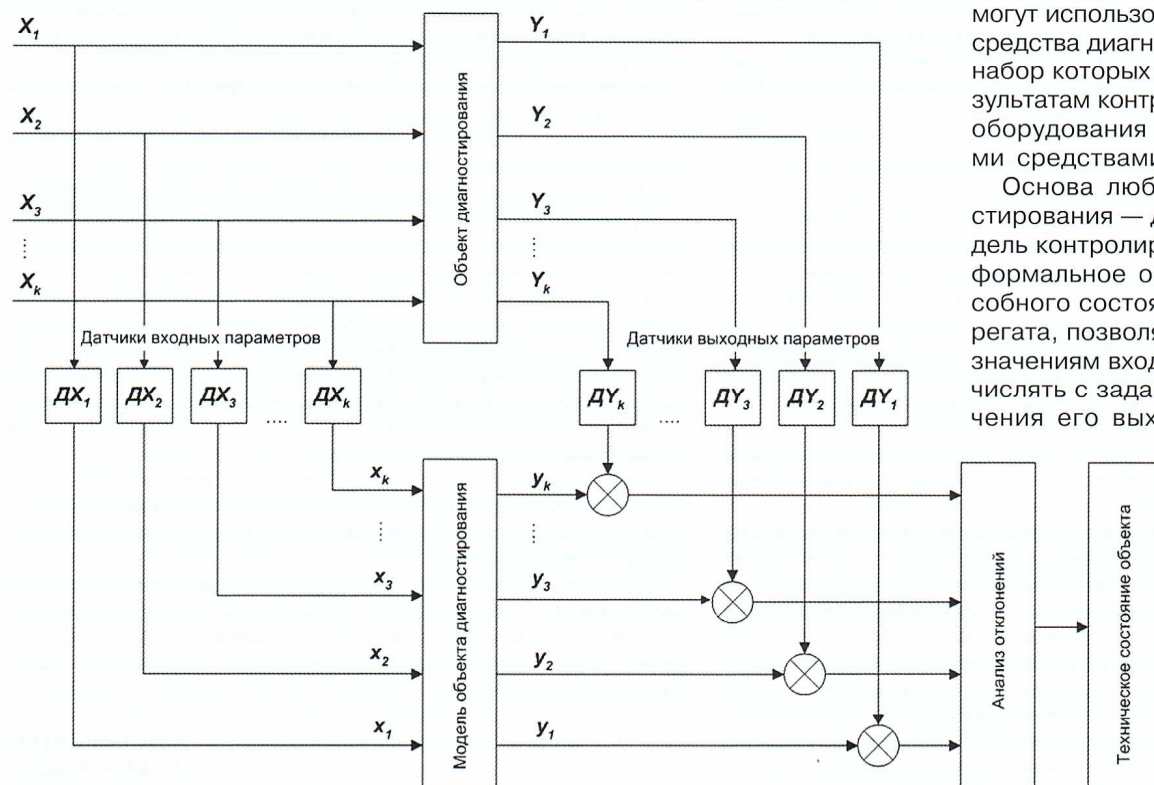 X₁
Y₁
X₂
Y₂
X₃
Y₃
....
....
Xₖ
Yₖ
Объект диагностирования
Датчики входных параметров
Датчики выходных параметров
ДX₁
ДX₂
ДX₃
....
ДXₖ
ДYₖ
....
ДY₃
ДY₂
ДY₁
xₖ
yₖ
....
....
x₃
y₃
x₂
y₂
x₁
y₁
Модель объекта диагностирования
Анализ отклонений
Техническое состояние объекта
могут использо
средства диагн
набор которых
зультатам контр
оборудования
ми средствами
Основа люб
стирования — д
дель контролир
формальное о
собного состоя
регата, позволя
значениям вход
числять с зада
чения его вых